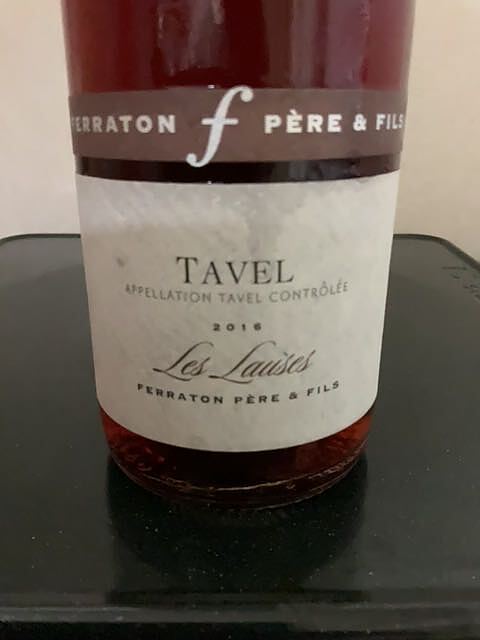 FERRATON f PÈRE & FILS
TAVEL
APPELLATION TAVEL CONTRÔLÉE
2016
Les Lauses
FERRATON PÈRE & FILS